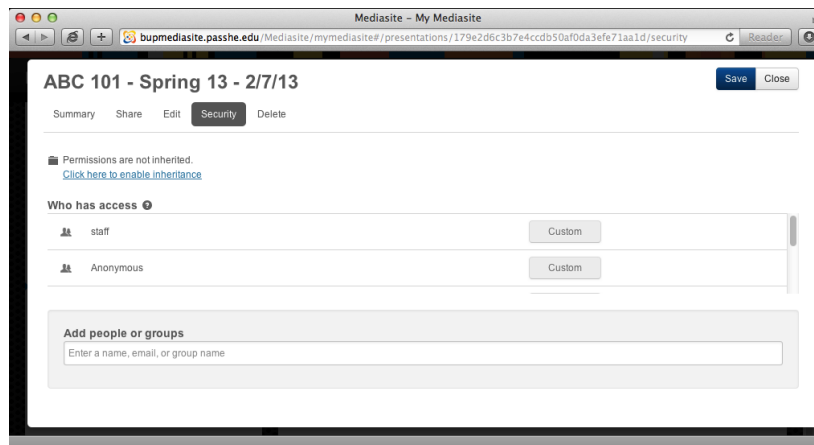 Mediasite – My Mediasite
bupmediasite.passhe.edu/Mediasite/mymediasite#/presentations/179e2d6c3b7e4ccdb50af0da3efe71aa1d/security
Reader
ABC 101 - Spring 13 - 2/7/13
Save Close
Summary Share Edit Security Delete
Permissions are not inherited.
Click here to enable inheritance
Who has access
staff Custom
Anonymous Custom
Add people or groups
Enter a name, email, or group name